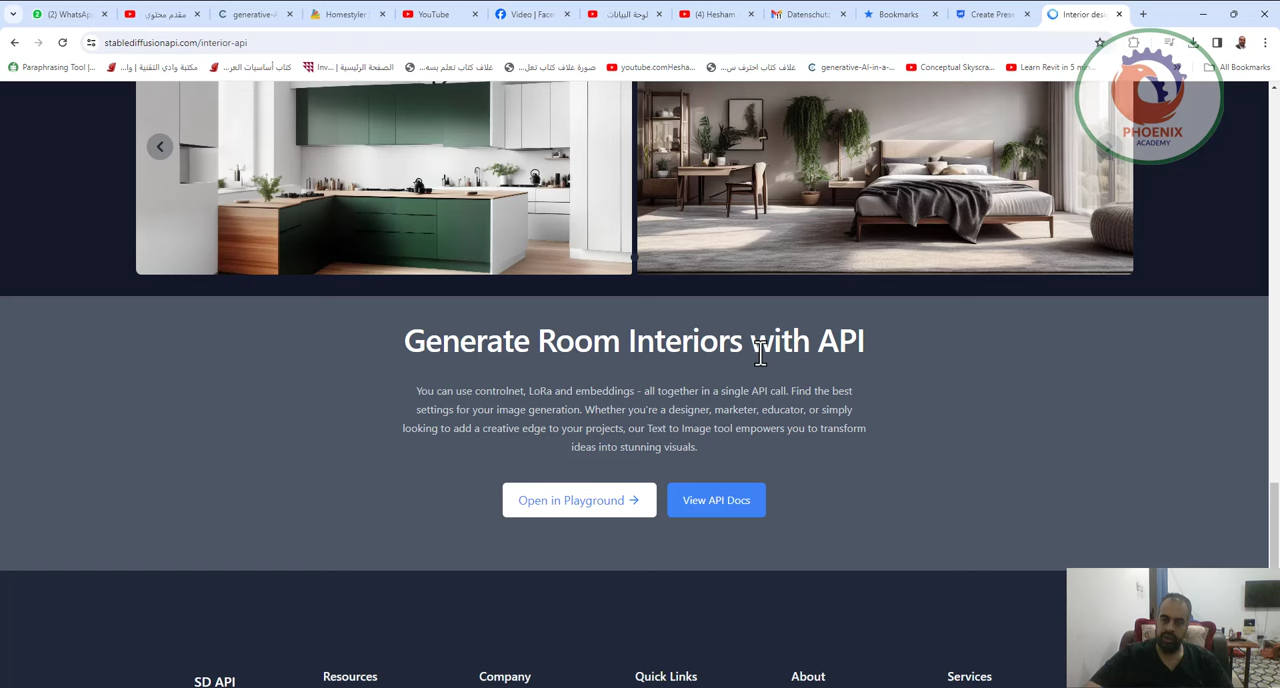 (2) WhatsApp
YouTube
مقدم محتوى
generative-A
Homestyler
YouTube
Video | Face
لوحة البيانات
(4) Hesham
Datenschutz
Bookmarks
Create Prese
Interior des
stablediffusionapi.com/interior-api
Paraphrasing Tool |...
مكتبة وادي التقنية | وا...
كتاب أساسيات العر...
الصفحة الرئيسية | Inv...
غلاف كتاب تعلم
صورة غلاف كتاب تعل...
youtube.comHesha...
غلاف كتاب احترف س...
generative-AI-in-a-...
Conceptual Skyscra...
Learn Revit in 5 min
All Bookmarks
PHOENIX
ACADEMY
Generate Room Interiors with API
You can use controlnet, LoRa and embeddings - all together in a single API call. Find the best
settings for your image generation. Whether you're a designer, marketer, educator, or simply
looking to add a creative edge to your projects, our Text to Image tool empowers you to transform
ideas into stunning visuals.
Open in Playground →
View API Docs
SD API
Resources
Company
Quick Links
About
Services